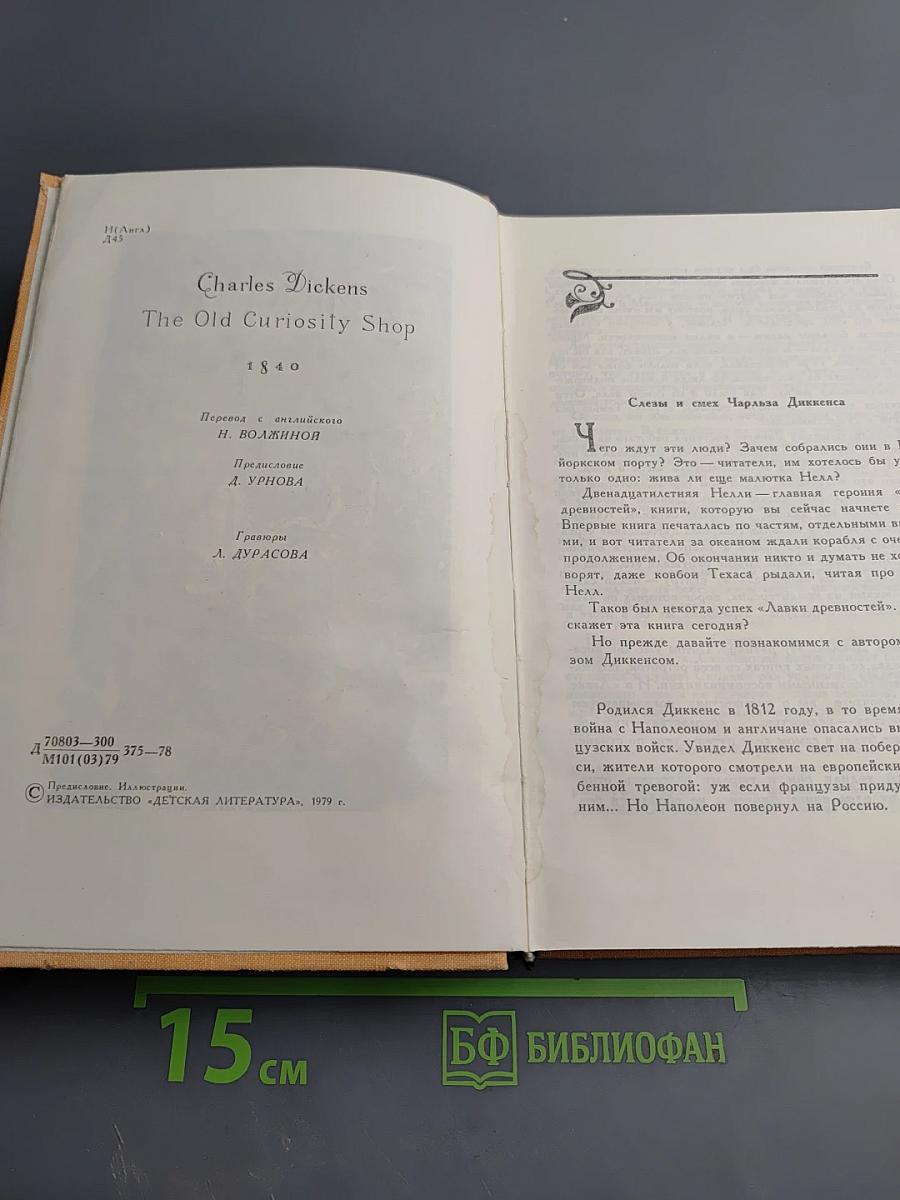 И(Англ)
Д45
Charles Dickens
The Old Curiosity Shop
1840
Перевод с английского
Н. ВОЛЖИНОЙ
Предисловие
Д. УРНОВА
Гравюры
Л. ДУРАСОВА
Д 70803—300 375—78
М101(03)79
© Предисловие. Иллюстрации.
ИЗДАТЕЛЬСТВО «ДЕТСКАЯ ЛИТЕРАТУРА», 1979 г.
Слезы и смех Чарльза Диккенса
Чего ждут эти люди? Зачем собрались они в
йоркском порту? Это — читатели, им хотелось бы у
только одно: жива ли еще малютка Нелл?
Двенадцатилетняя Нелли — главная героиня «
древностей», книги, которую вы сейчас начнете
Впервые книга печаталась по частям, отдельными вы
ми, и вот читатели за океаном ждали корабля с оче
продолжением. Об окончании никто и думать не хо
ворят, даже ковбои Техаса рыдали, читая про
Нелл.
Таков был некогда успех «Лавки древностей».
скажет эта книга сегодня?
Но прежде давайте познакомимся с автором
зом Диккенсом.
Родился Диккенс в 1812 году, в то время
война с Наполеоном и англичане опасались вы
цузских войск. Увидел Диккенс свет на побер
си, жители которого смотрели на европейски
бенной тревогой: уж если французы приду
ним... Но Наполеон повернул на Россию.
15 см
БФ БИБЛИОФАН